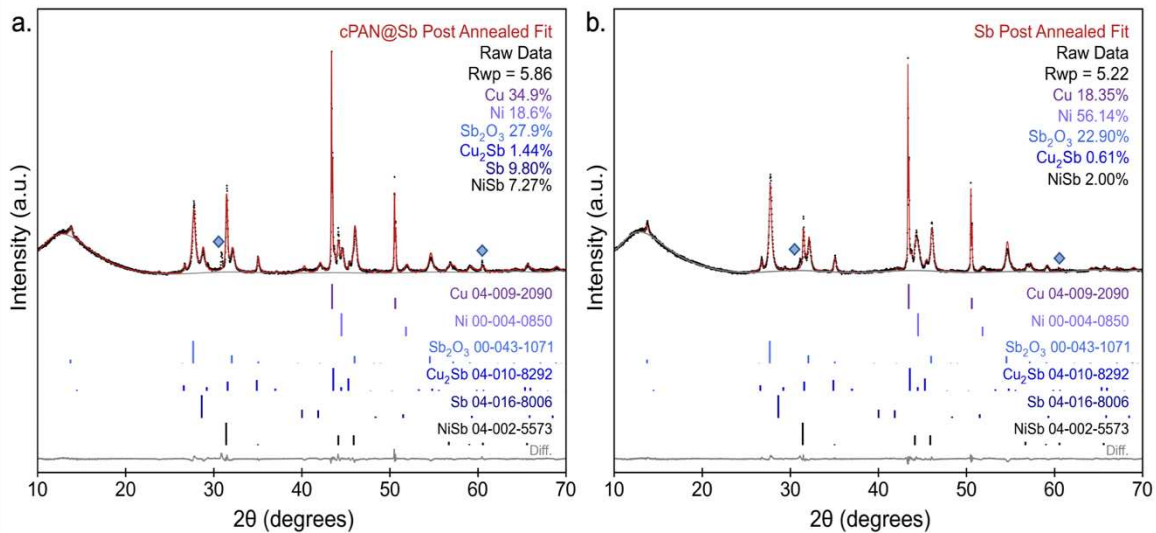 a.
cPAN@Sb Post Annealed Fit
Raw Data
Rwp = 5.86
Cu 34.9%
Ni 18.6%
Sb₂O₃ 27.9%
Cu₂Sb 1.44%
Sb 9.80%
NiSb 7.27%
Intensity (a.u.)
Cu 04-009-2090
Ni 00-004-0850
Sb₂O₃ 00-043-1071
Cu₂Sb 04-010-8292
Sb 04-016-8006
NiSb 04-002-5573
Diff.
10 20 30 40 50 60 70
2θ (degrees)
b.
Sb Post Annealed Fit
Raw Data
Rwp = 5.22
Cu 18.35%
Ni 56.14%
Sb₂O₃ 22.90%
Cu₂Sb 0.61%
NiSb 2.00%
Intensity (a.u.)
Cu 04-009-2090
Ni 00-004-0850
Sb₂O₃ 00-043-1071
Cu₂Sb 04-010-8292
Sb 04-016-8006
NiSb 04-002-5573
Diff.
10 20 30 40 50 60 70
2θ (degrees)